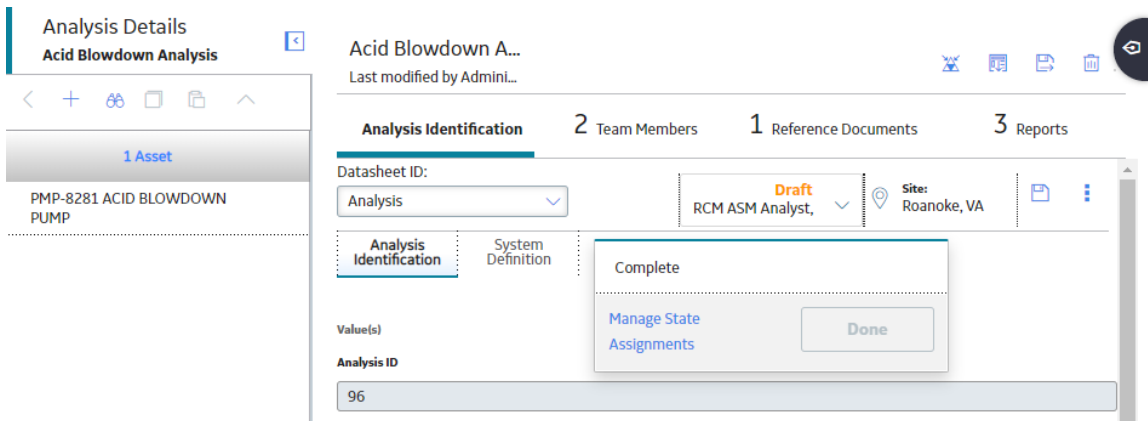 Analysis Details
Acid Blowdown Analysis
1 Asset
PMP-8281 ACID BLOWDOWN
PUMP
Acid Blowdown A...
Last modified by Admini...
Analysis Identification
2 Team Members
1 Reference Documents
3 Reports
Datasheet ID:
Analysis
Draft
RCM ASM Analyst,
Site:
Roanoke, VA
Analysis
Identification
System
Definition
Complete
Manage State
Assignments
Done
Value(s)
Analysis ID
96